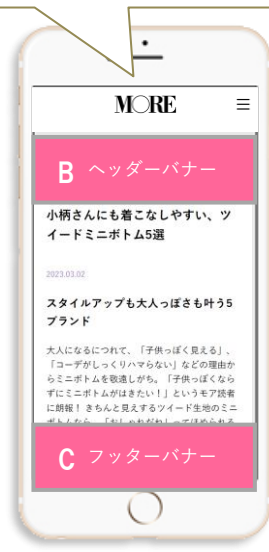 MORE
B ヘッダーバナー
小柄さんにも着こなしやすい、ツ
イードミニボトム5選
2023.03.02
スタイルアップも大人っぽさも叶う5
ブランド
大人になるにつれて、「子供っぽく見える」、
「コーデがしっくりハマらない」などの理由か
らミニボトムを敬遠しがち。「子供っぽくなら
ずにミニボトムがはきたい！」というモア読者
に朗報！ きちんと見えするツイード生地のミニ
C フッターバナー